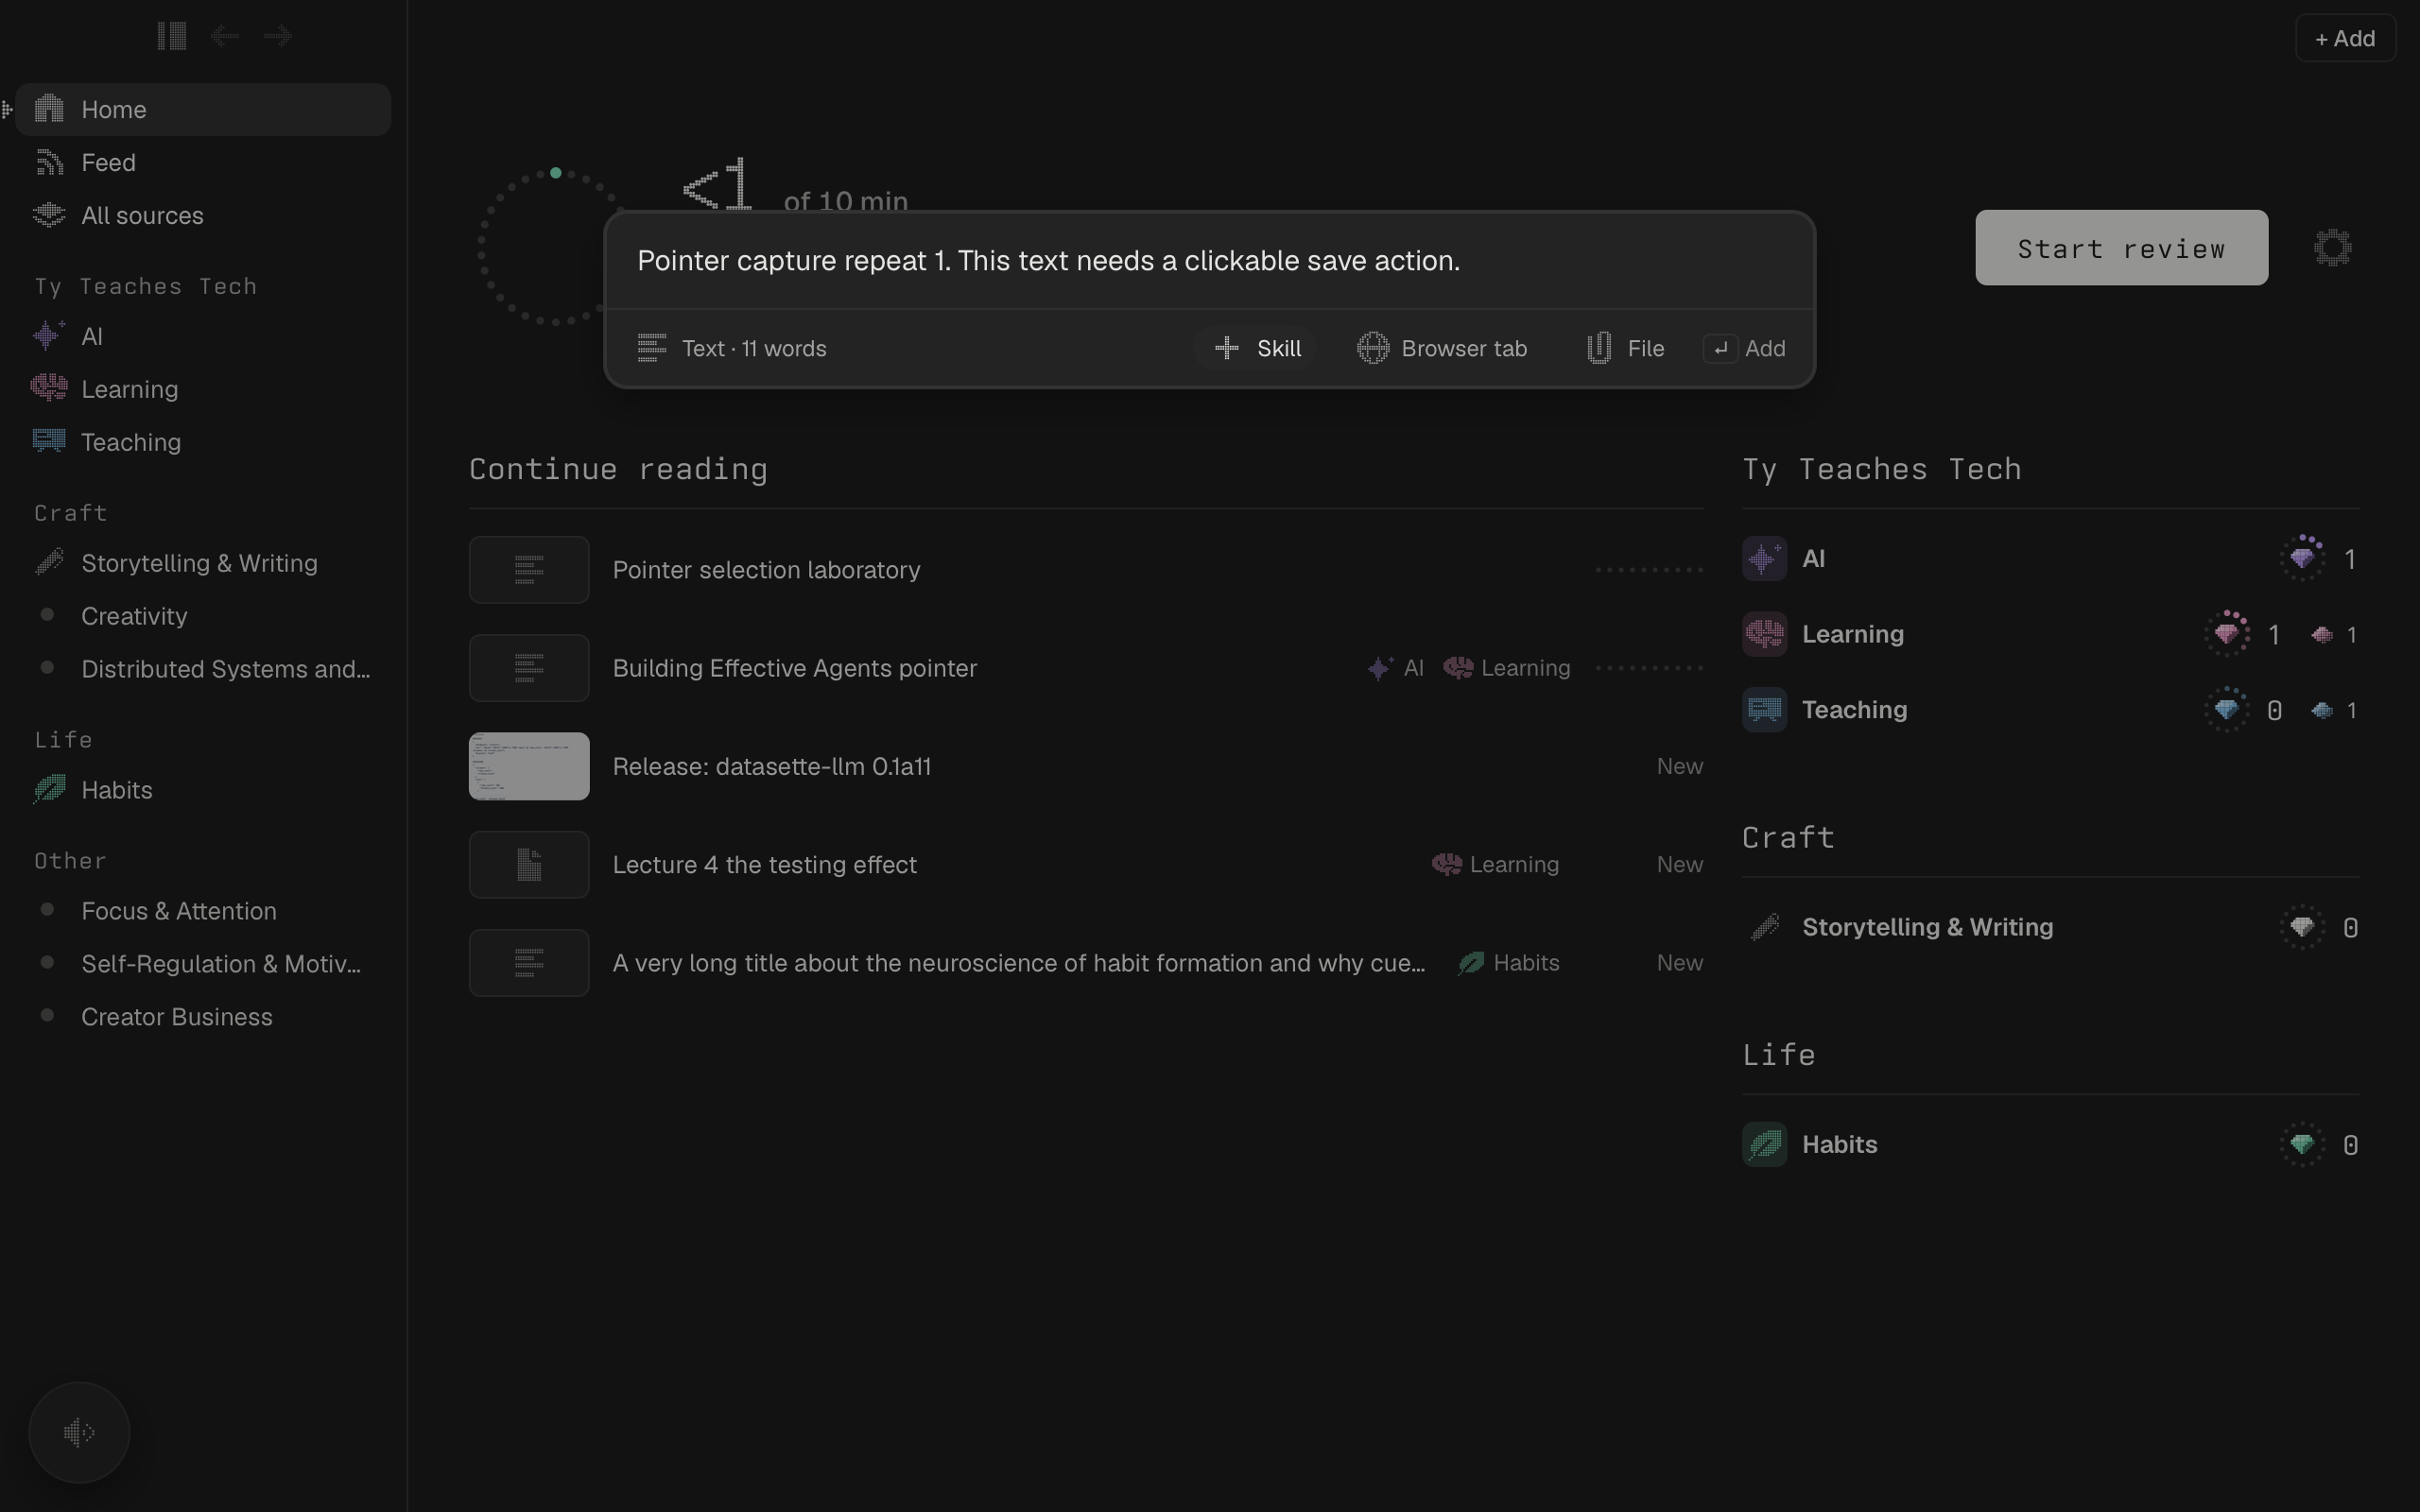 + Add
Home
Feed
All sources
Ty Teaches Tech
AI
Learning
Teaching
Craft
Storytelling & Writing
Creativity
Distributed Systems and...
Life
Habits
Other
Focus & Attention
Self-Regulation & Motiv...
Creator Business
<1 of 10 min
Start review
Pointer capture repeat 1. This text needs a clickable save action.
Text · 11 words
Skill
Browser tab
File
Add
Continue reading
Pointer selection laboratory
Building Effective Agents pointer AI Learning
Release: datasette-llm 0.1a11 New
Lecture 4 the testing effect Learning New
A very long title about the neuroscience of habit formation and why cue... Habits New
Ty Teaches Tech
AI 1
Learning 1 1
Teaching 0 1
Craft
Storytelling & Writing 0
Life
Habits 0